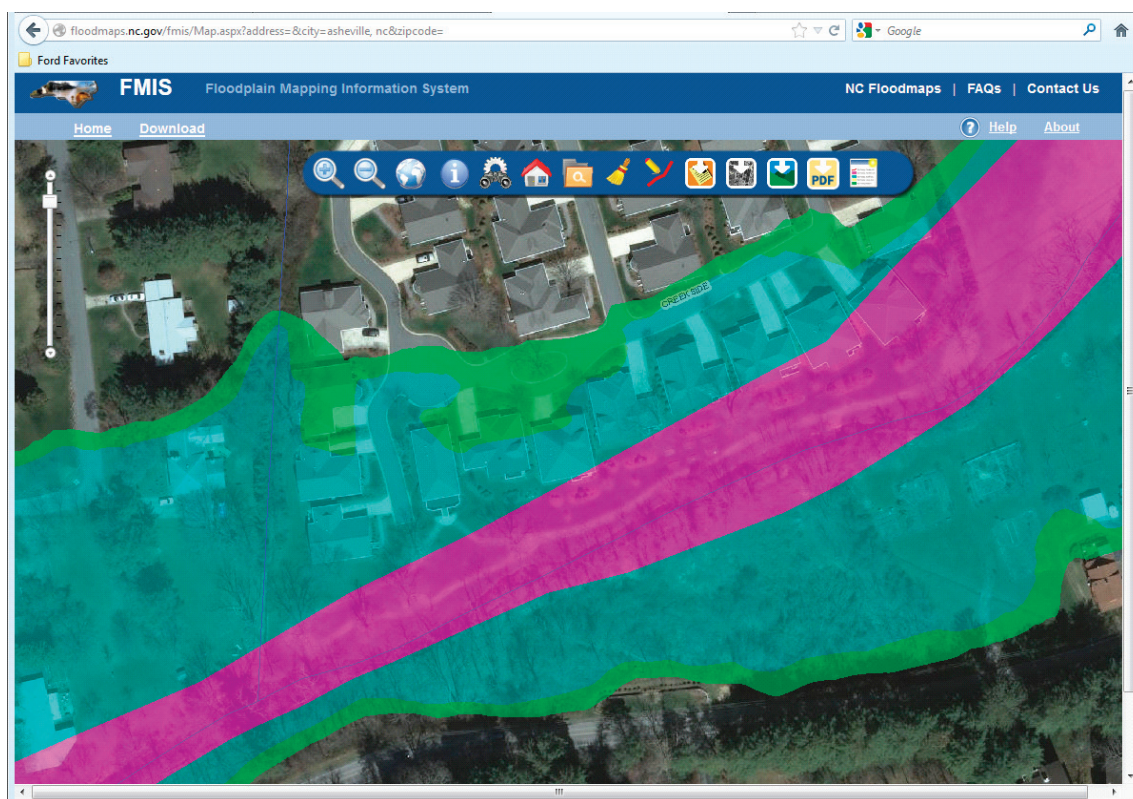 floodmaps.nc.gov/fmis/Map.aspx?address=&city=asheville, nc&zipcode=
Google
Ford Favorites
FMIS Floodplain Mapping Information System
NC Floodmaps | FAQs | Contact Us
Home Download
? Help About
i
PDF
CREEK SIDE